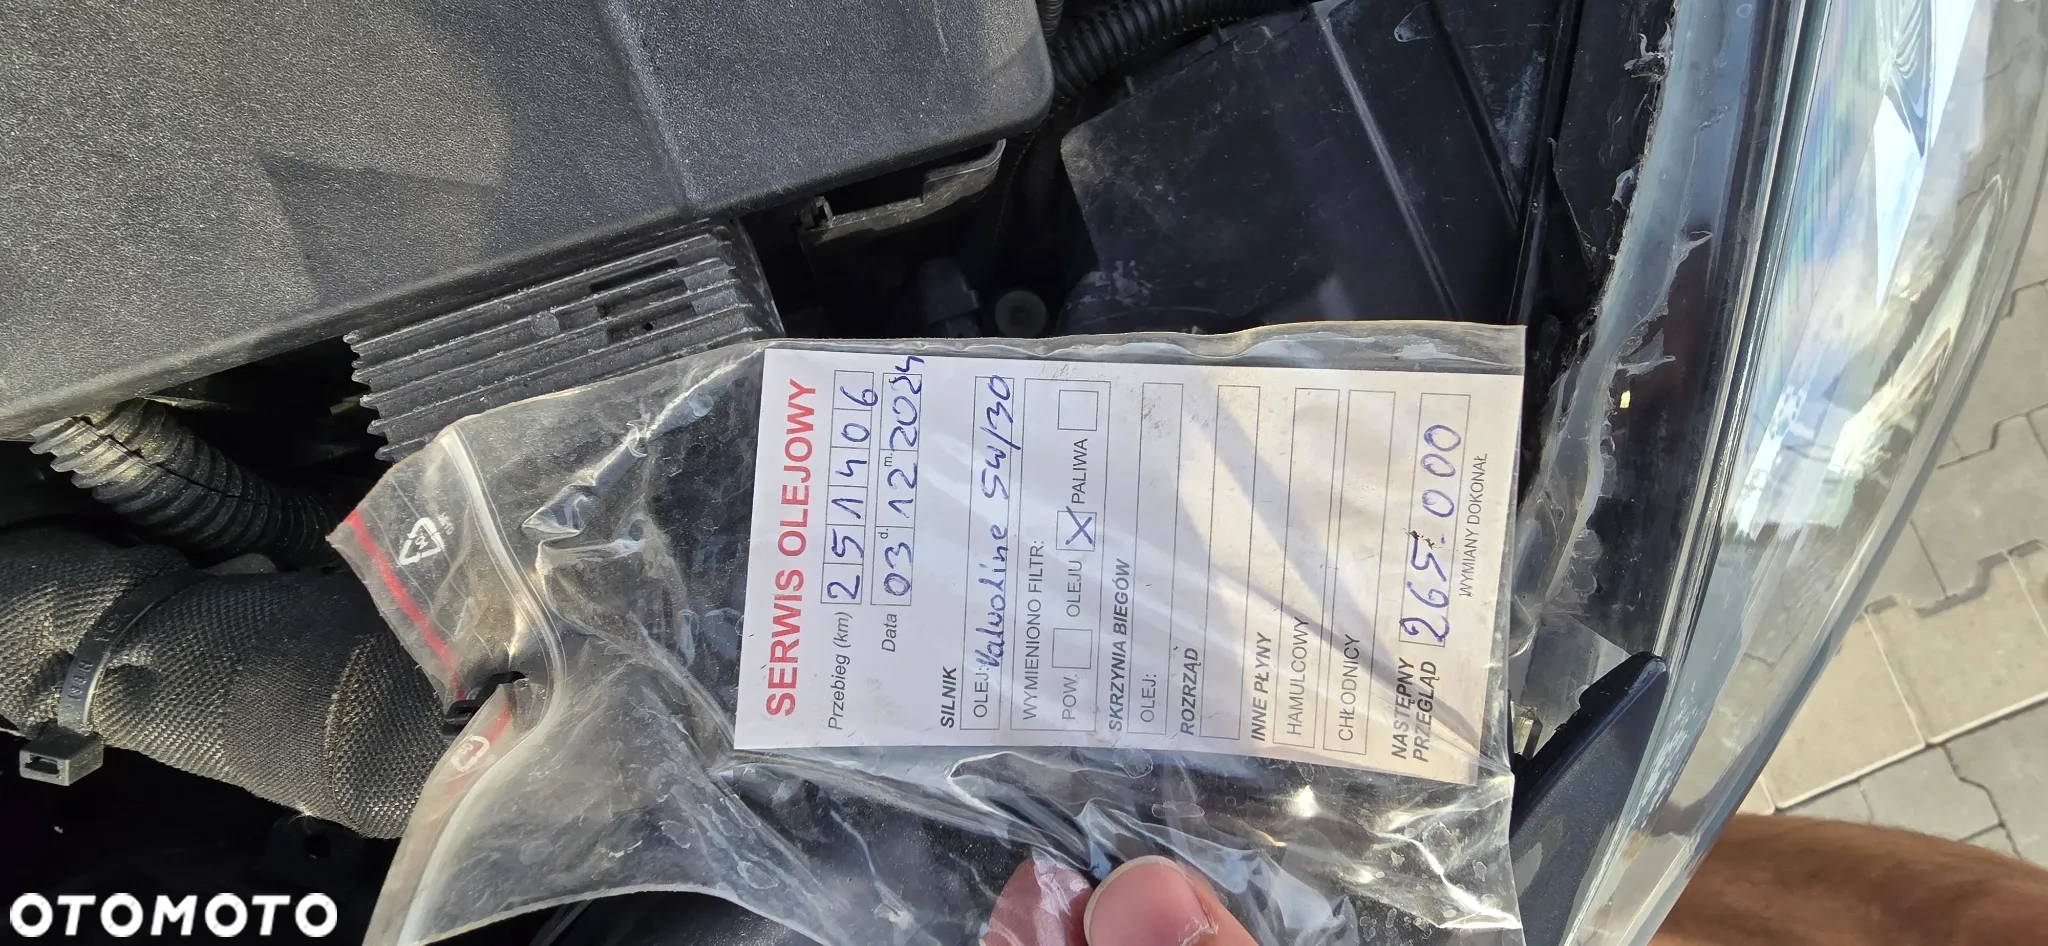 SERWIS OLEJOWY
Przebieg (km) 251406
Data 03 d. 12 m. 2024
SILNIK
OLEJ: Valvoline 5W/30
WYMIENIONO FILTR:
POW. OLEJU X PALIWA
SKRZYNIA BIEGÓW
OLEJ:
ROZRZĄD
INNE PŁYNY
HAMULCOWY
CHŁODNICY
NASTĘPNY
PRZEGLĄD 265.000
WYMIANY DOKONAŁ
OTOMOTO